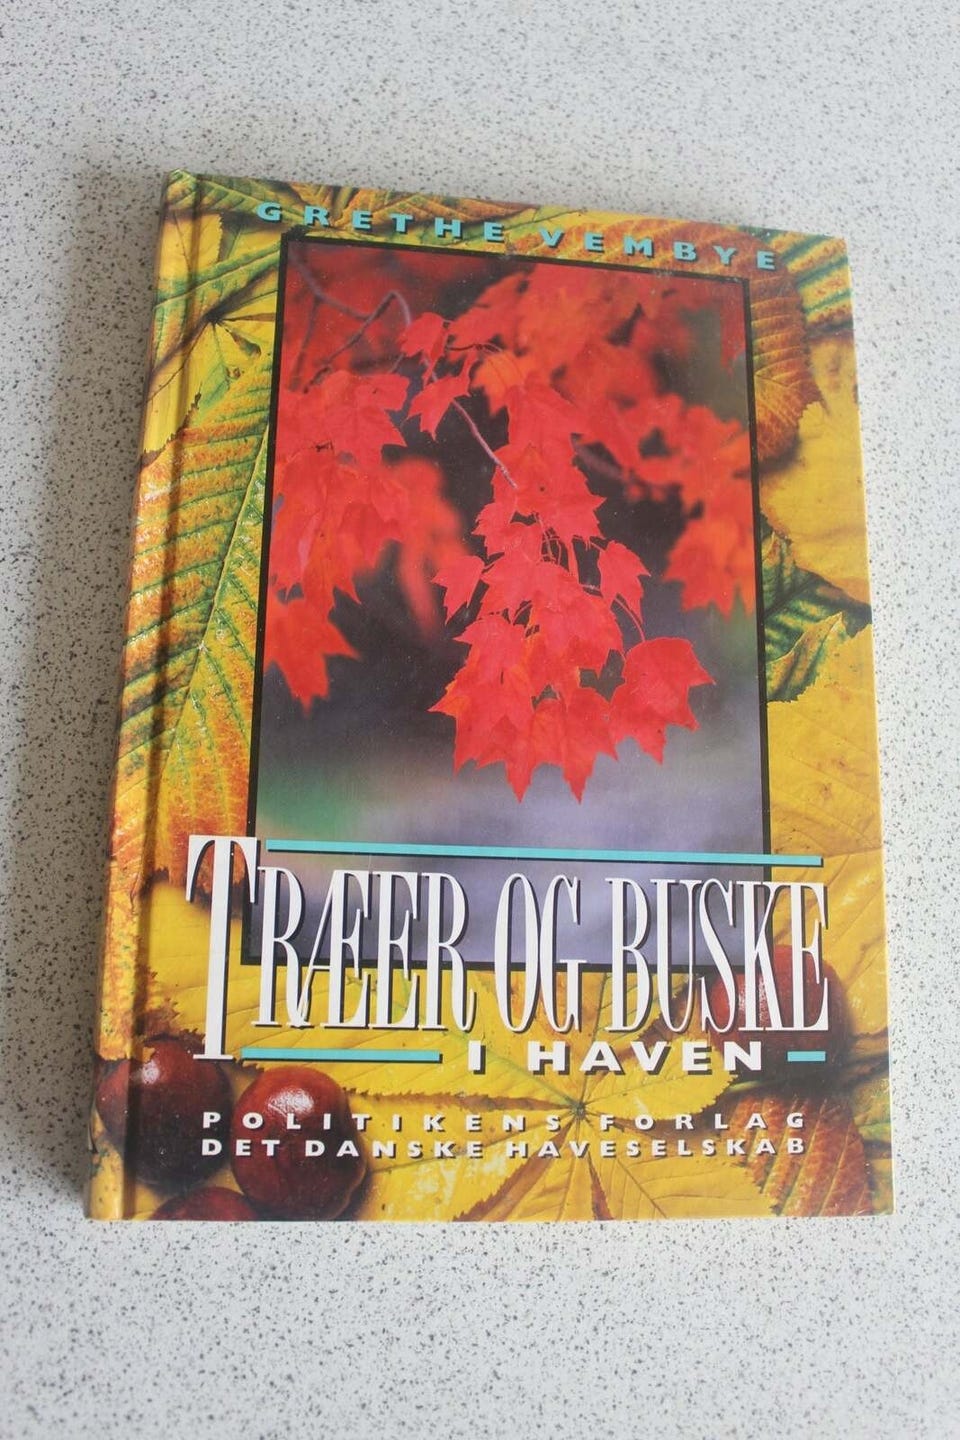 GRETHE VEMBYE
TRÆER OG BUSKE
I HAVEN
POLITIKENS FORLAG
DET DANSKE HAVESELSKAB